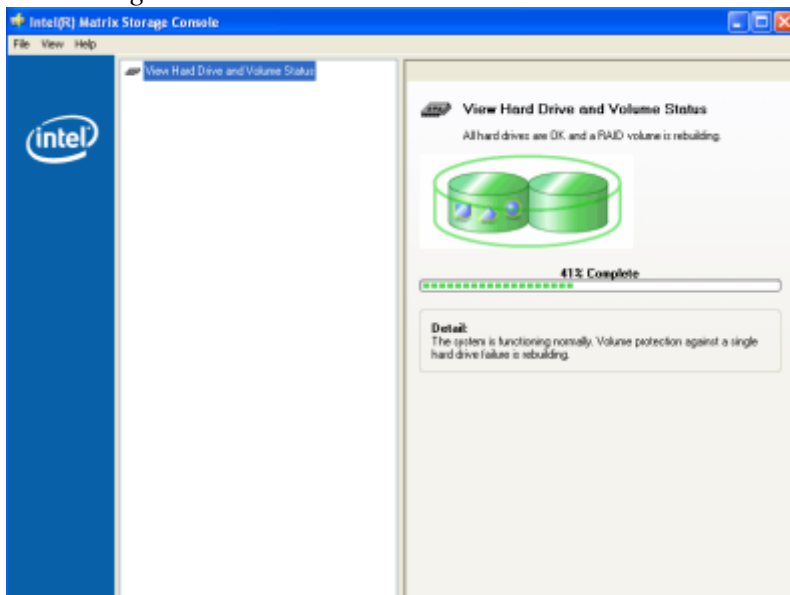 Intel(R) Matrix Storage Console
File View Help
View Hard Drive and Volume Status
intel
View Hard Drive and Volume Status
All hard drives are OK and a RAID volume is rebuilding.
41% Complete
Detail:
The system is functioning normally. Volume protection against a single
hard drive failure is rebuilding.